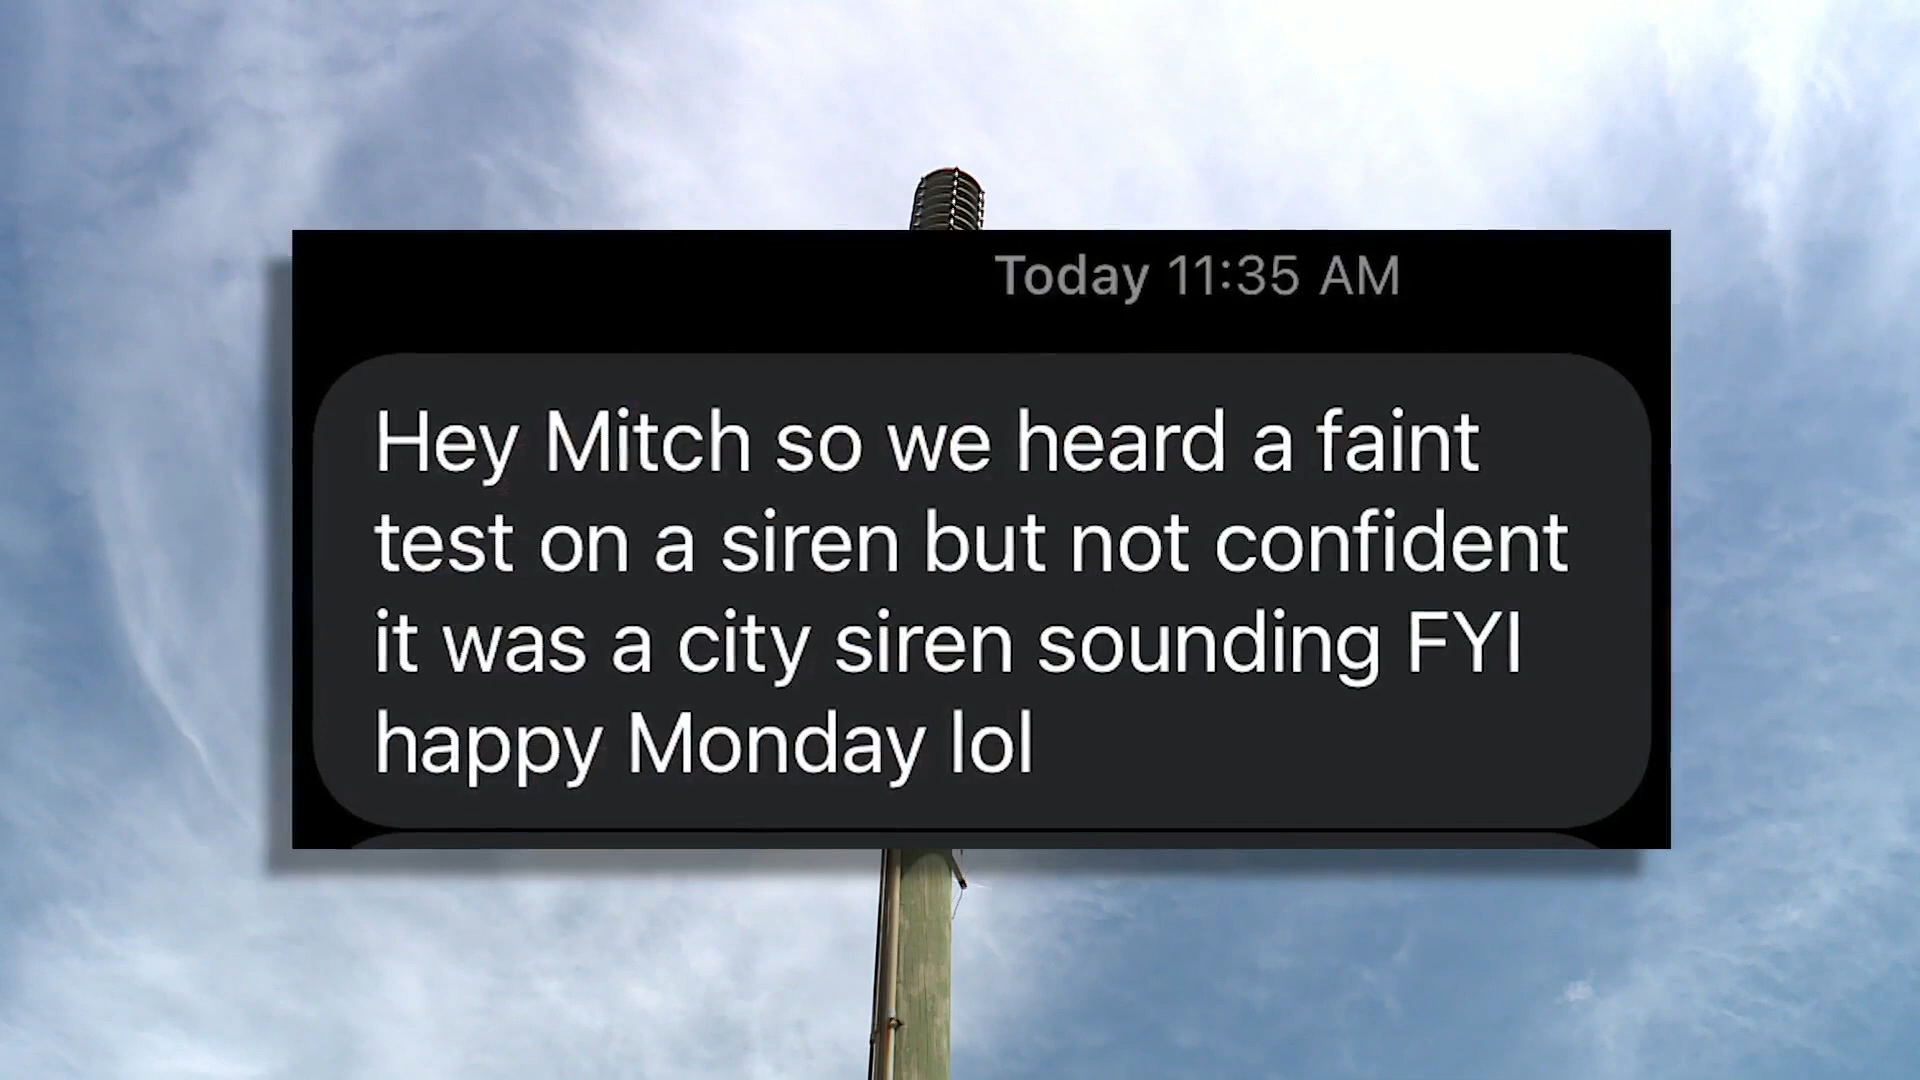 Today 11:35 AM
Hey Mitch so we heard a faint
test on a siren but not confident
it was a city siren sounding FYI
happy Monday lol